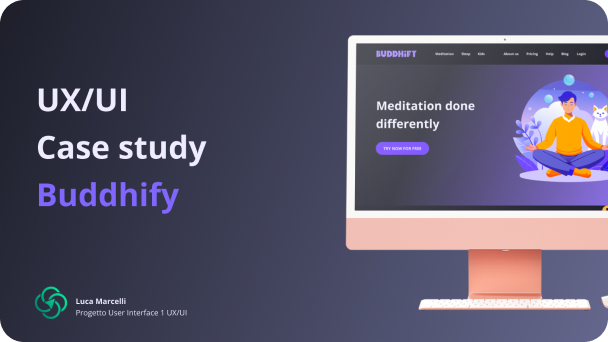 UX/UI
Case study
Buddhify
Luca Marcelli
Progetto User Interface 1 UX/UI
BUDDHiFY
Meditation Sleep Kids About us Pricing Help Blog Login
Meditation done
differently
TRY NOW FOR FREE